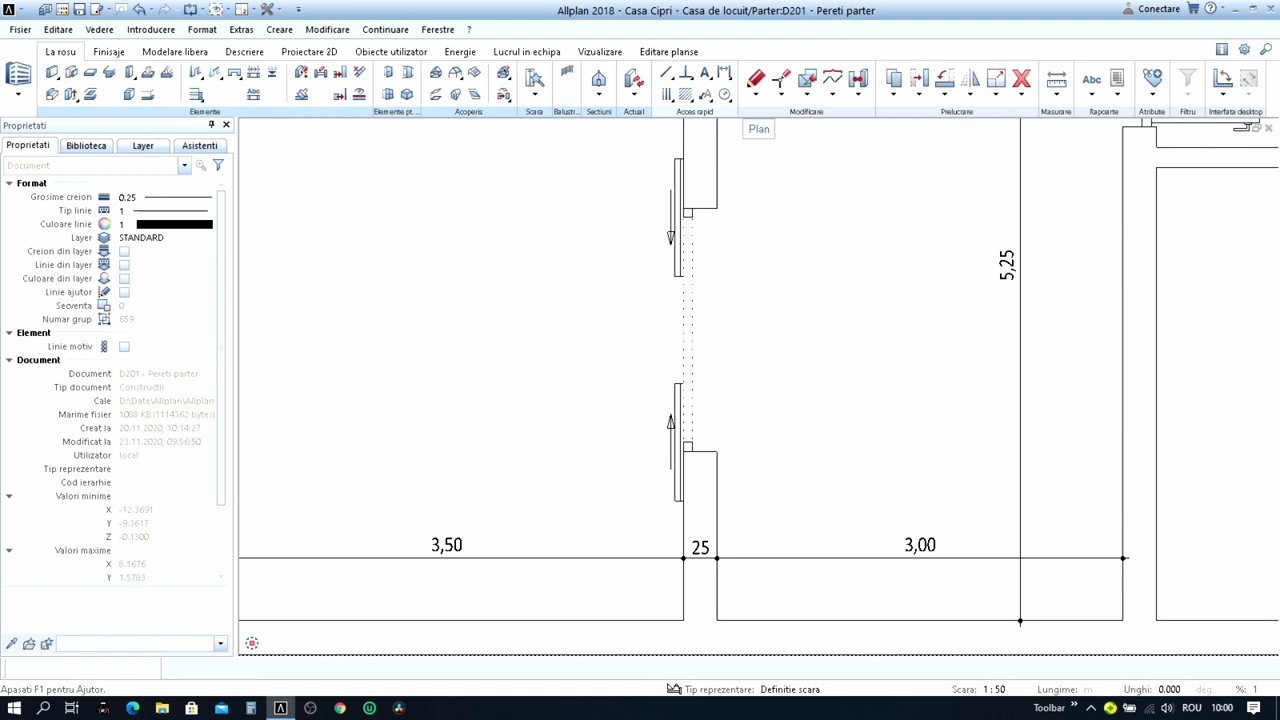 Allplan 2018 - Casa Cipri - Casa de locuit/Parter:D201 - Pereti parter
Conectare
Fisier Editare Vedere Introducere Format Extras Creare Modificare Continuare Ferestre ?
La rosu Finisaje Modelare libera Descriere Proiectare 2D Obiecte utilizator Energie Lucrul in echipa Vizualizare Editare planse
Abc
Elemente Elemente pt... Acoperis Scara Balustr... Sectiuni Actual Acces rapid Modificare Prelucrare Masurare Rapoarte Atribute Filtru Interfata desktop
Proprietati
Plan
Proprietati Biblioteca Layer Asistenti
Document
Format
Grosime creion 0.25
Tip linie 1
Culoare linie 1
Layer STANDARD
Creion din layer
Linie din layer
Culoare din layer
Linie ajutor
Secventa 0
Numar grup 659
Element
Linie motiv
Document
Document D201 - Pereti parter
Tip document Constructii
Cale D:\Date\Allplan\Allplan
Marime fisier 1088 KB (1114362 bytes)
Creat la 20.11.2020, 10:14:27
Modificat la 23.11.2020, 09:56:50
Utilizator local
Tip reprezentare
Cod ierarhie
Valori minime
X -12.3691
Y -9.3617
Z -0.1300
Valori maxime
X 8.1676
Y 1.5783
5,25
3,50
25
3,00
Apasati F1 pentru Ajutor.
Tip reprezentare: Definitie scara
Scara: 1 : 50
Lungime: m
Unghi: 0.000 deg
%: 1
Toolbar
ROU
10:00